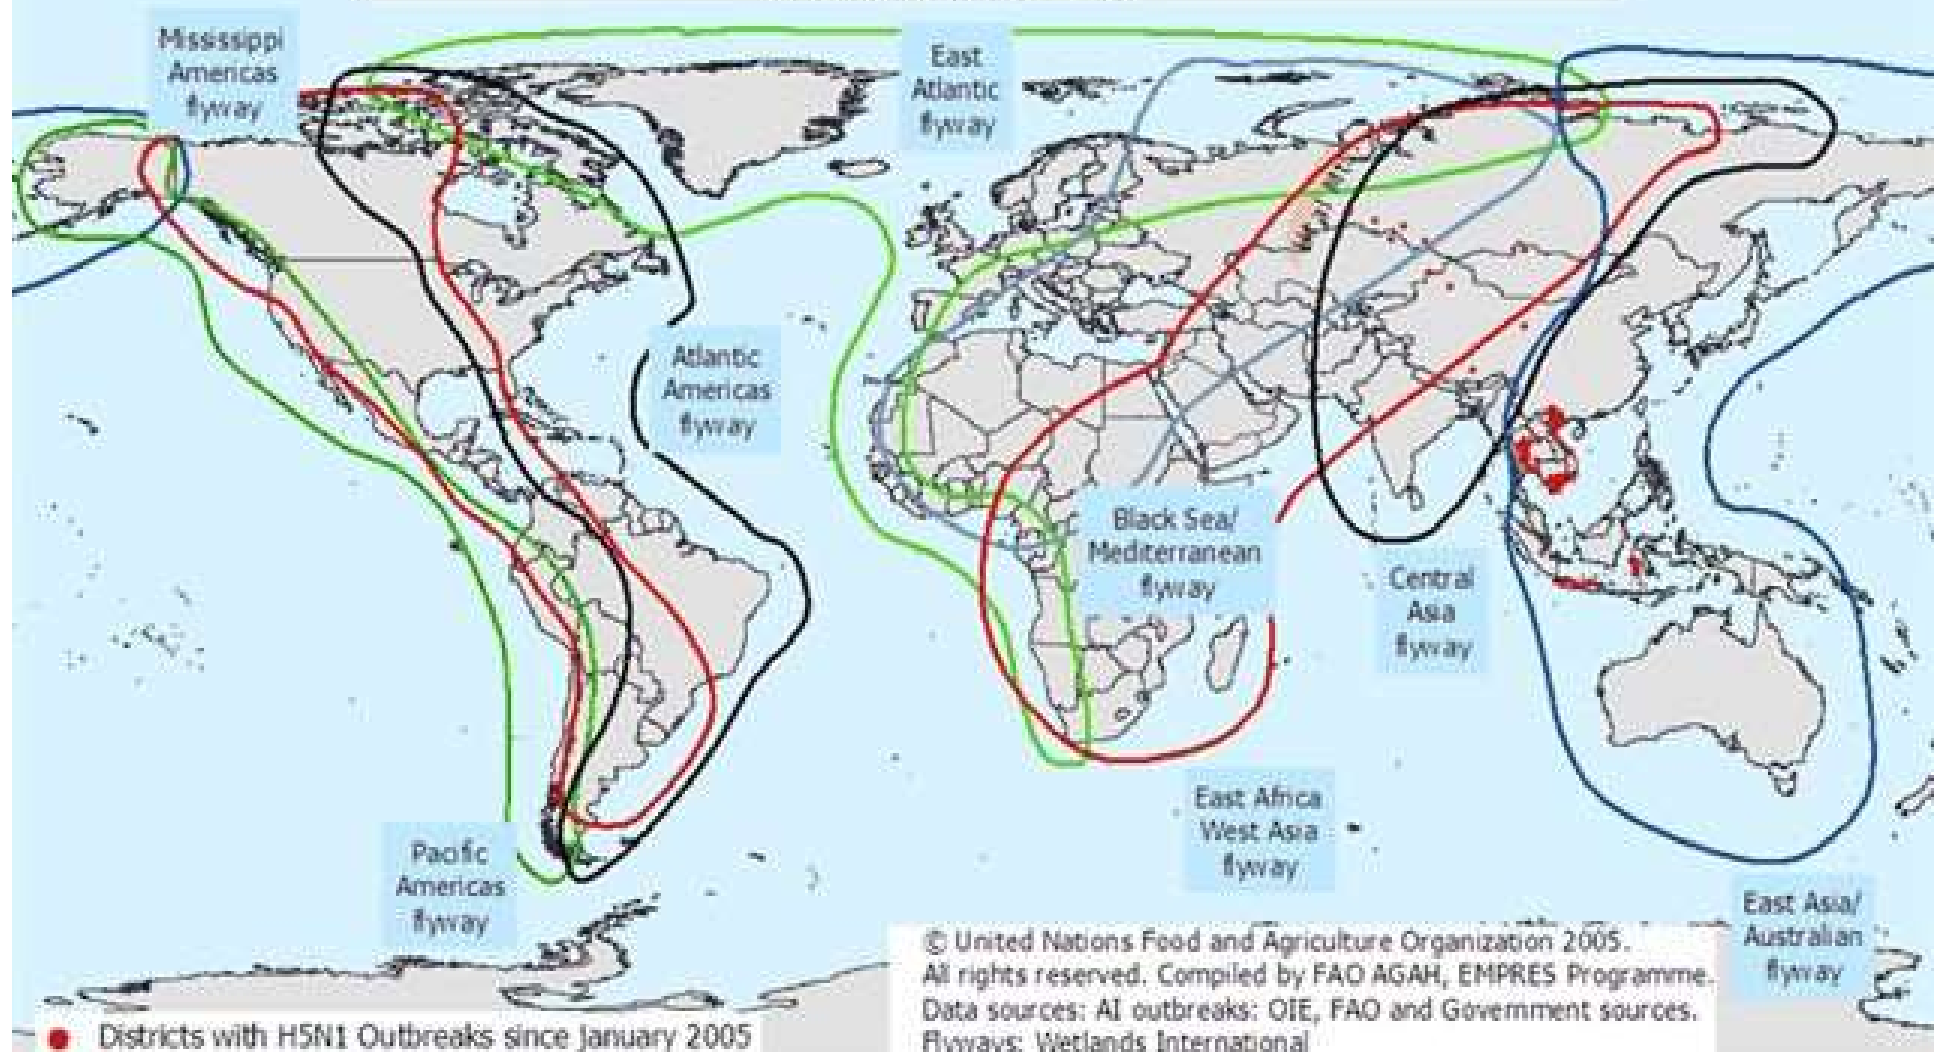 Mississippi
Americas
flyway
East
Atlantic
flyway
Atlantic
Americas
flyway
Black Sea/
Mediterranean
flyway
Central
Asia
flyway
East Africa
West Asia
flyway
Pacific
Americas
flyway
East Asia/
Australian
flyway
© United Nations Food and Agriculture Organization 2005.
All rights reserved. Compiled by FAO AGAH, EMPRES Programme.
Data sources: AI outbreaks: OIE, FAO and Government sources.
Flyways: Wetlands International
Districts with H5N1 Outbreaks since January 2005